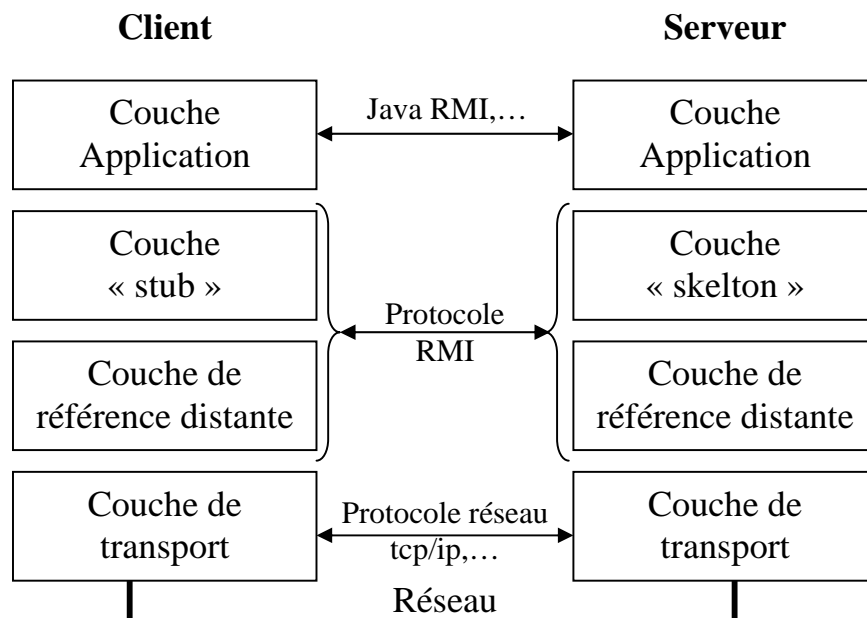 Client
Serveur
Couche
Application
Java RMI,…
Couche
Application
Couche
« stub »
Couche
« skelton »
Protocole
RMI
Couche de
référence distante
Couche de
référence distante
Couche de
transport
Protocole réseau
tcp/ip,…
Couche de
transport
Réseau